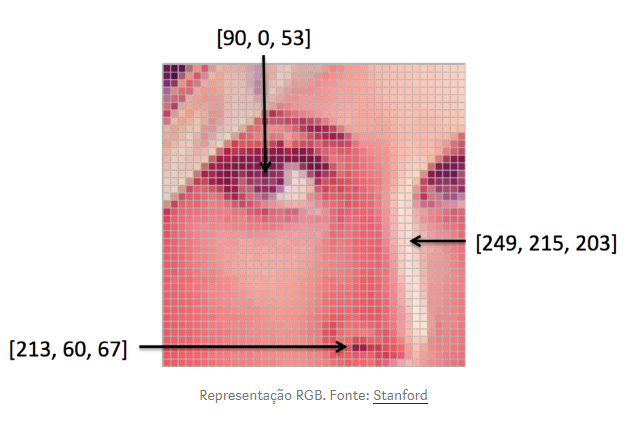 [90, 0, 53]
[249, 215, 203]
[213, 60, 67]
Representação RGB. Fonte: Stanford